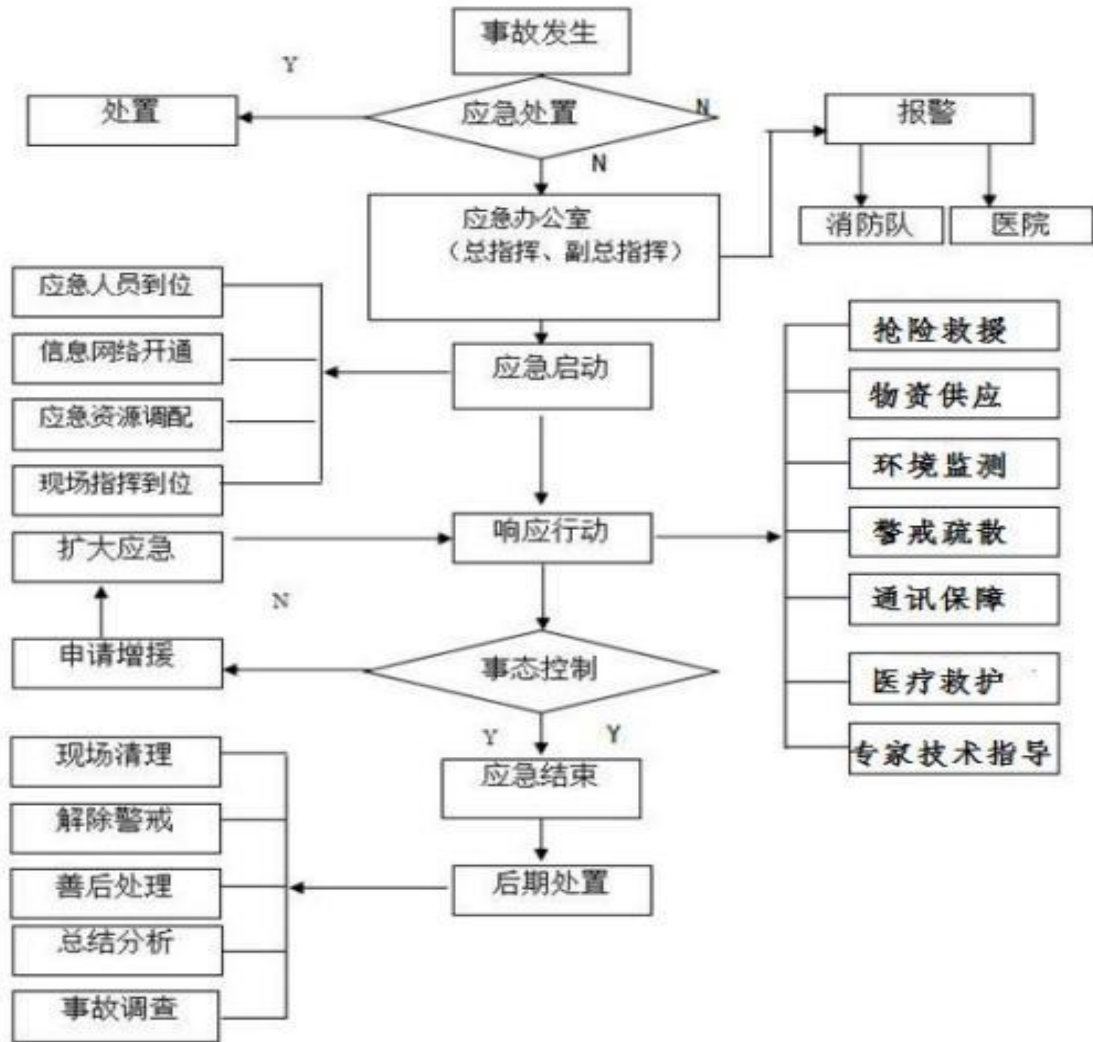 事故发生
Y
处置
应急处置
N
报警
N
消防队
医院
应急办公室
（总指挥、副总指挥）
应急人员到位
信息网络开通
应急资源调配
现场指挥到位
应急启动
抢险救援
物资供应
环境监测
警戒疏散
通讯保障
医疗救护
专家技术指导
扩大应急
响应行动
N
申请增援
事态控制
Y
Y
现场清理
解除警戒
善后处理
总结分析
事故调查
应急结束
后期处置